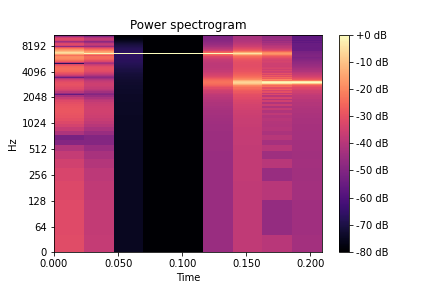 Power spectrogram
8192
4096
2048
1024
512
256
128
64
0
Hz
0.000 0.050 0.100 0.150 0.200
Time
+0 dB
-10 dB
-20 dB
-30 dB
-40 dB
-50 dB
-60 dB
-70 dB
-80 dB